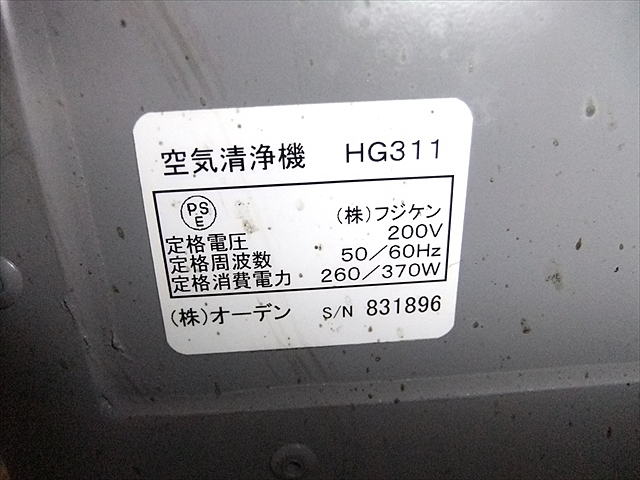 空気清浄機 HG311
PS
E
(株)フジケン
定格電圧 200V
定格周波数 50/60Hz
定格消費電力 260/370W
(株)オーデン S/N 831896